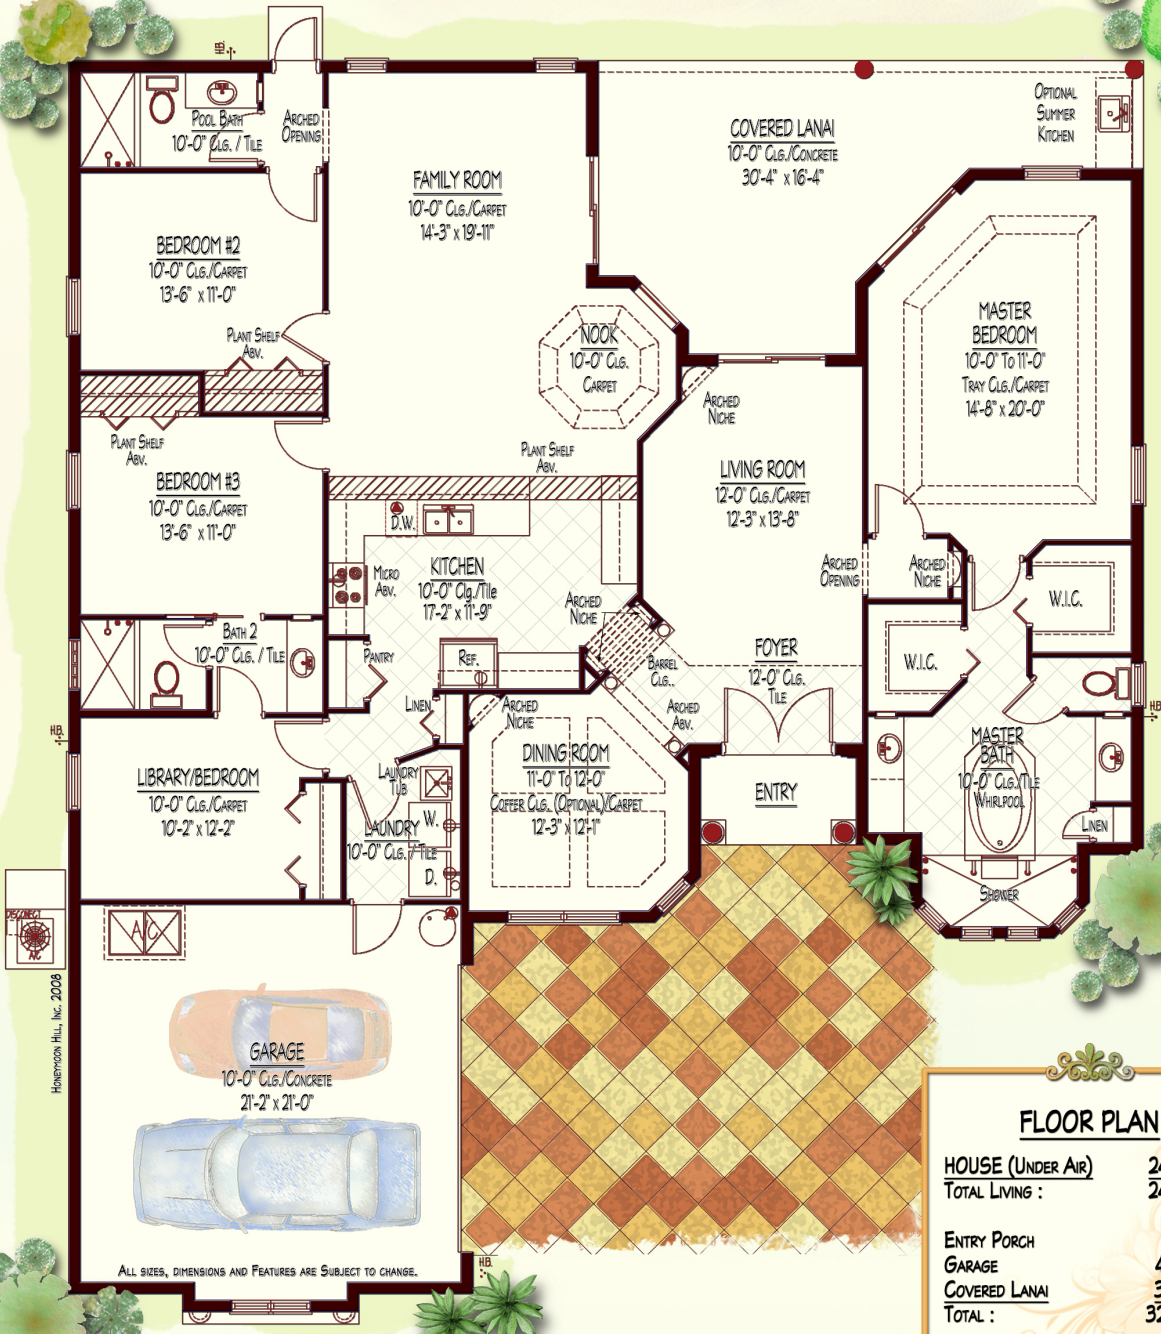 H.B.
POOL BATH
10'-0" CLG. / TILE
ARCHED
OPENING
FAMILY ROOM
10'-0" CLG./CARPET
14'-3" x 19'-11"
COVERED LANAI
10'-0" CLG./CONCRETE
30'-4" x 16'-4"
OPTIONAL
SUMMER
KITCHEN
BEDROOM #2
10'-0" CLG./CARPET
13'-6" x 11'-0"
PLANT SHELF
ABV.
NOOK
10'-0" CLG.
CARPET
MASTER
BEDROOM
10'-0" TO 11'-0"
TRAY CLG./CARPET
14'-8" x 20'-0"
ARCHED
NICHE
PLANT SHELF
ABV.
BEDROOM #3
10'-0" CLG./CARPET
13'-6" x 11'-0"
PLANT SHELF
ABV.
LIVING ROOM
12'-0" CLG./CARPET
12'-3" x 13'-8"
D.W.
KITCHEN
10'-0" Clg./Tile
17'-2" x 11'-9"
MICRO
ABV.
ARCHED
NICHE
ARCHED
OPENING
ARCHED
NICHE
W.I.C.
BATH 2
10'-0" CLG. / TILE
PANTRY
REF.
BARREL
CLG..
FOYER
12'-0" CLG.
TILE
W.I.C.
LINEN
ARCHED
NICHE
ARCHED
ABV.
H.B.
H.B.
LIBRARY/BEDROOM
10'-0" CLG./CARPET
10'-2" x 12'-2"
LAUNDRY
TUB
DINING ROOM
11'-0" TO 12'-0"
COFFER CLG. (OPTIONAL)/CARPET
12'-3" x 12'-1"
ENTRY
MASTER
BATH
10'-0" CLG./TILE
WHIRLPOOL
LINEN
W.
LAUNDRY
10'-0" CLG. / TILE
D.
SHOWER
A/C
DISCONECT
A/C
HONEYMOON HILL, INC. 2008
GARAGE
10'-0" CLG./CONCRETE
21'-2" x 21'-0"
ALL SIZES, DIMENSIONS AND FEATURES ARE SUBJECT TO CHANGE.
H.B.
FLOOR PLAN
HOUSE (UNDER AIR)
TOTAL LIVING :
ENTRY PORCH
GARAGE
COVERED LANAI
TOTAL :